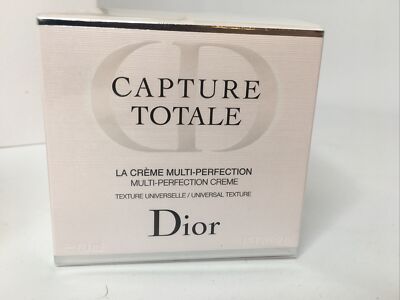 CAPTURE
TOTALE
LA CRÈME MULTI-PERFECTION
MULTI-PERFECTION CREME
TEXTURE UNIVERSELLE / UNIVERSAL TEXTURE
Dior